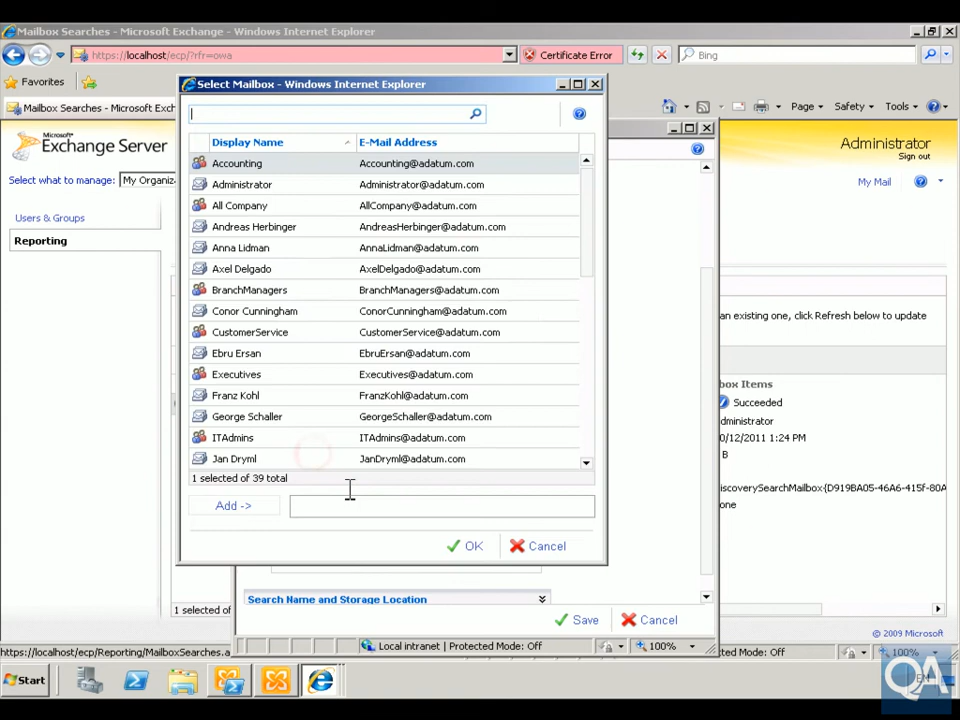 Mailbox Searches - Microsoft Exchange - Windows Internet Explorer
https://localhost/ecp/?rfr=owa
Certificate Error
Bing
Favorites
Mailbox Searches - Microsoft Exch
Page
Safety
Tools
Microsoft
Exchange Server
Administrator
Sign out
Select what to manage:
My Organiz
My Mail
Users & Groups
Reporting
Select Mailbox - Windows Internet Explorer
Display Name
E-Mail Address
Accounting
Accounting@adatum.com
Administrator
Administrator@adatum.com
All Company
AllCompany@adatum.com
Andreas Herbinger
AndreasHerbinger@adatum.com
Anna Lidman
AnnaLidman@adatum.com
Axel Delgado
AxelDelgado@adatum.com
BranchManagers
BranchManagers@adatum.com
Conor Cunningham
ConorCunningham@adatum.com
CustomerService
CustomerService@adatum.com
Ebru Ersan
EbruErsan@adatum.com
Executives
Executives@adatum.com
Franz Kohl
FranzKohl@adatum.com
George Schaller
GeorgeSchaller@adatum.com
ITAdmins
ITAdmins@adatum.com
Jan Dryml
JanDryml@adatum.com
1 selected of 39 total
Add ->
OK
Cancel
an existing one, click Refresh below to update
box Items
Succeeded
dministrator
0/12/2011 1:24 PM
B
iscoverySearchMailbox{D919BA05-46A6-415f-80A
one
Search Name and Storage Location
1 selected of
Save
Cancel
© 2009 Microsoft
Local intranet | Protected Mode: Off
100%
https://localhost/ecp/Reporting/MailboxSearches.a
ted Mode: Off
100%
Start
EN
QA